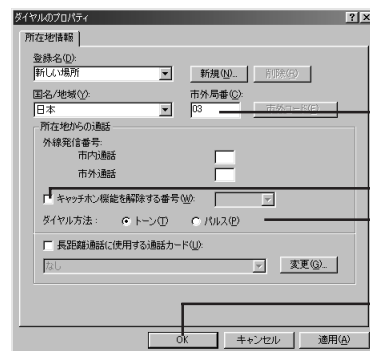 ダイヤルのプロパティ
所在地情報
登録名(D):
新しい場所
新規(N)...
削除(R)
国名/地域(Y):
市外局番(C):
日本
03
市外コード(E)...
所在地からの通話
外線発信番号:
市内通話
市外通話
キャッチホン機能を解除する番号(W):
ダイヤル方法:
トーン(T)
パルス(P)
長距離通話に使用する通話カード(U):
なし
変更(G)...
OK
キャンセル
適用(A)